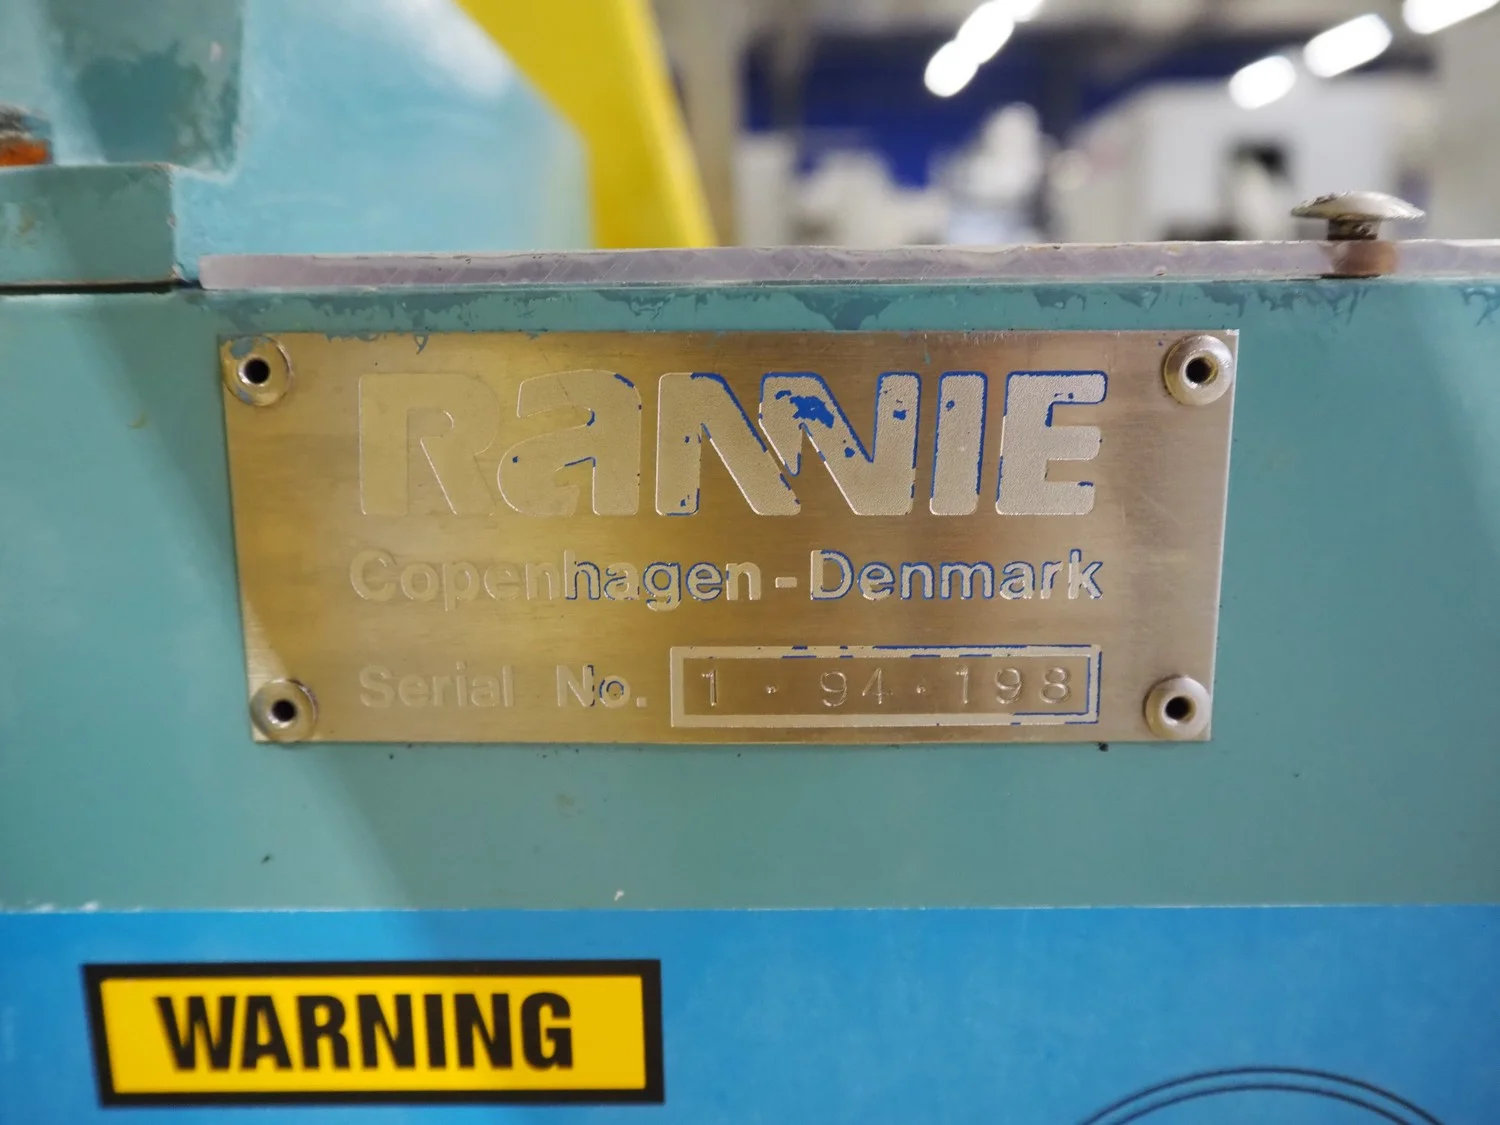 RaNNIE
Copenhagen-Denmark
Serial No. 1 · 94 · 198
WARNING